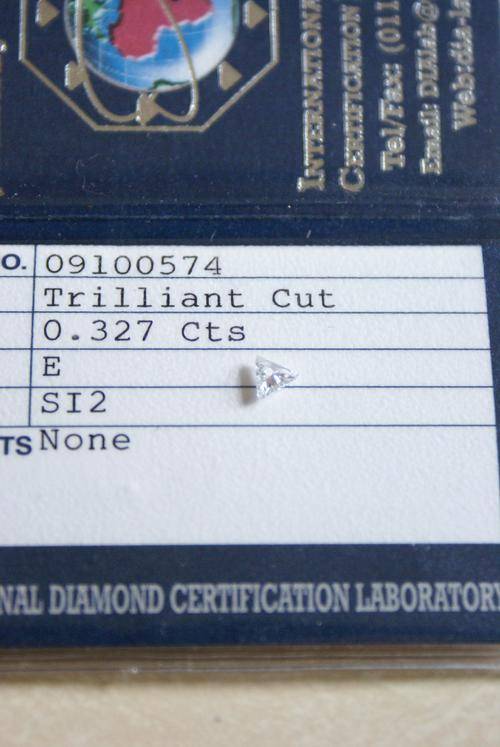 INTERNATIONA
CERTIFICATION
Tel/Fax: (011
Email: DIAlab@
Web:dia-la
O. 09100574
Trilliant Cut
0.327 Cts
E
SI2
TS None
NAL DIAMOND CERTIFICATION LABORATORY